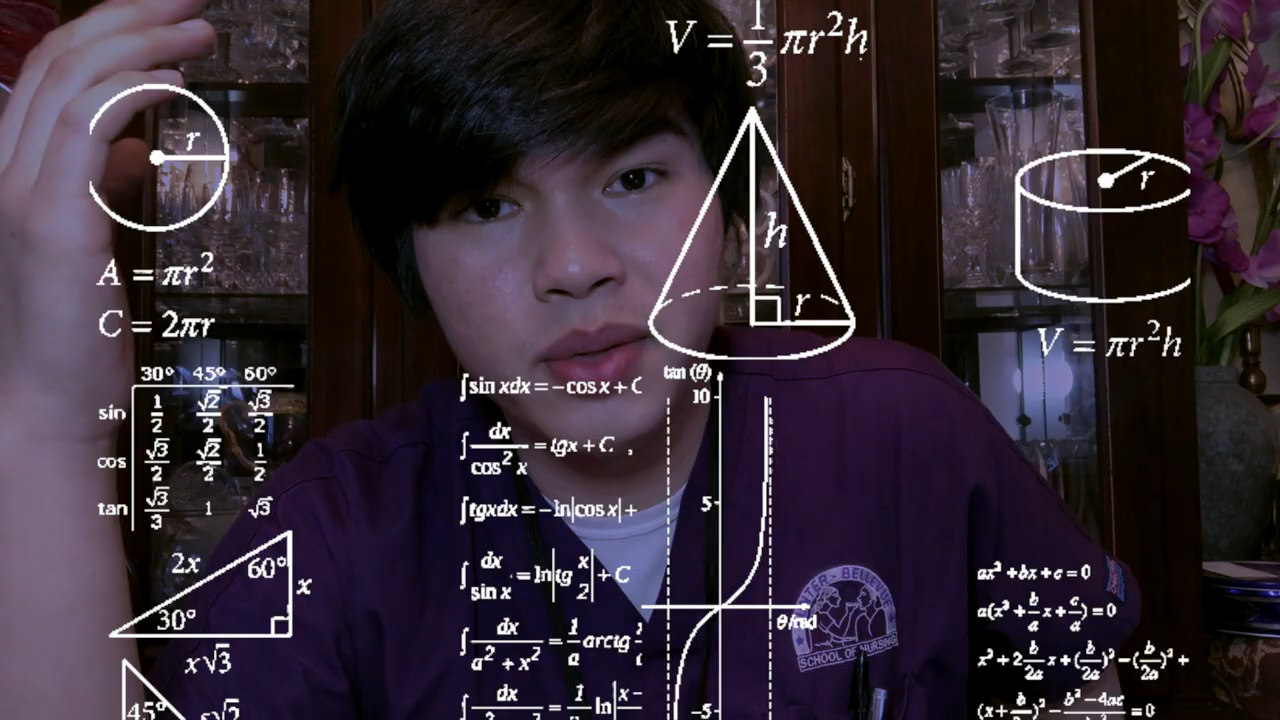 V = 1/3 πr²h
r
A = πr²
C = 2πr
30° 45° 60°
sin 1/2 √2/2 √3/2
cos √3/2 √2/2 1/2
tan √3/3 1 √3
2x 60° x
30°
x√3
45°
h
r
r
V = πr²h
∫sin xdx = −cos x + C
∫dx/cos² x = tgx + C ,
∫tgxdx = −ln|cos x| +
∫dx/sin x = ln|tg x/2| + C
∫dx/a² + x² = 1/a arctg
tan (θ)
10
5
θ/rad
−5
BELLEVUE
SCHOOL OF NURSING
ax² + bx + c = 0
a(x² + b/a x + c/a) = 0
x² + 2 b/2a x + (b/2a)² − (b/2a)² +